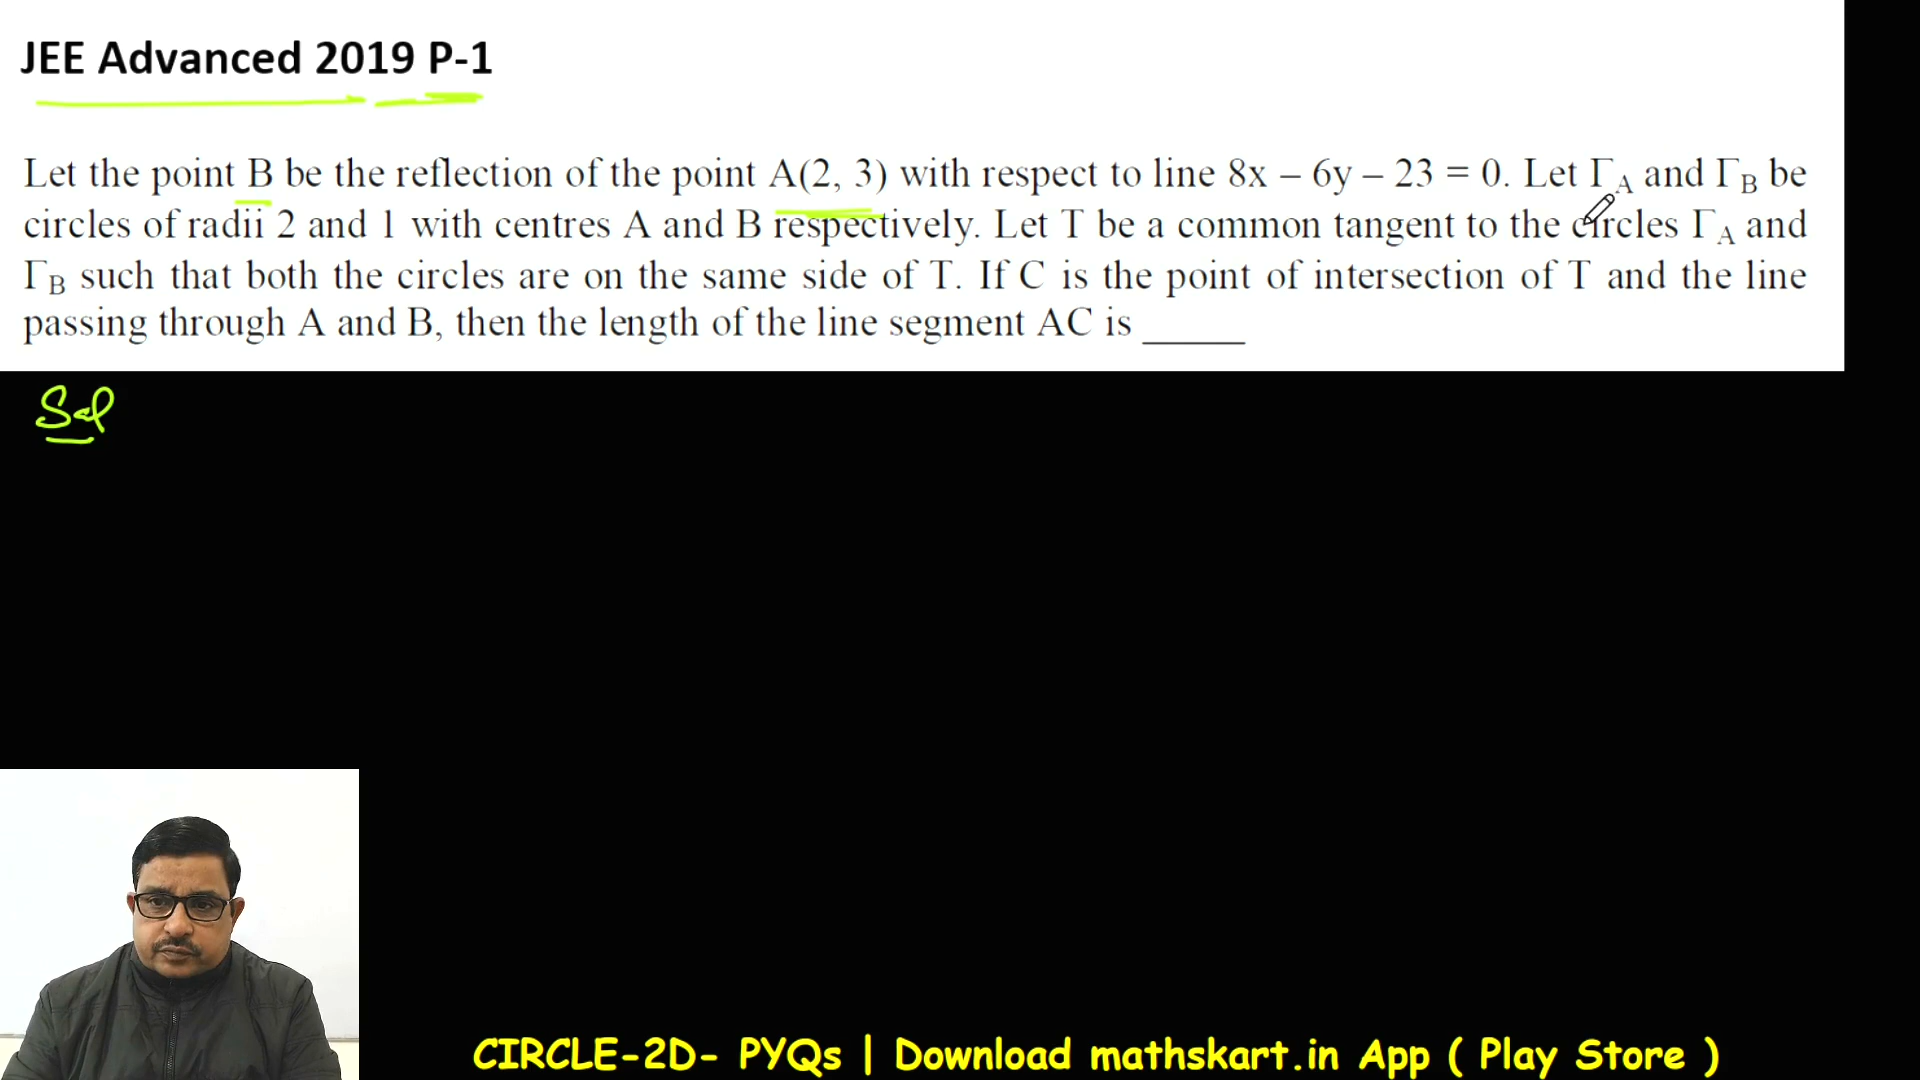 JEE Advanced 2019 P-1
Let the point B be the reflection of the point A(2, 3) with respect to line 8x – 6y – 23 = 0. Let Γ_A and Γ_B be
circles of radii 2 and 1 with centres A and B respectively. Let T be a common tangent to the circles Γ_A and
Γ_B such that both the circles are on the same side of T. If C is the point of intersection of T and the line
passing through A and B, then the length of the line segment AC is ______
Sol
CIRCLE-2D- PYQs | Download mathskart.in App ( Play Store )